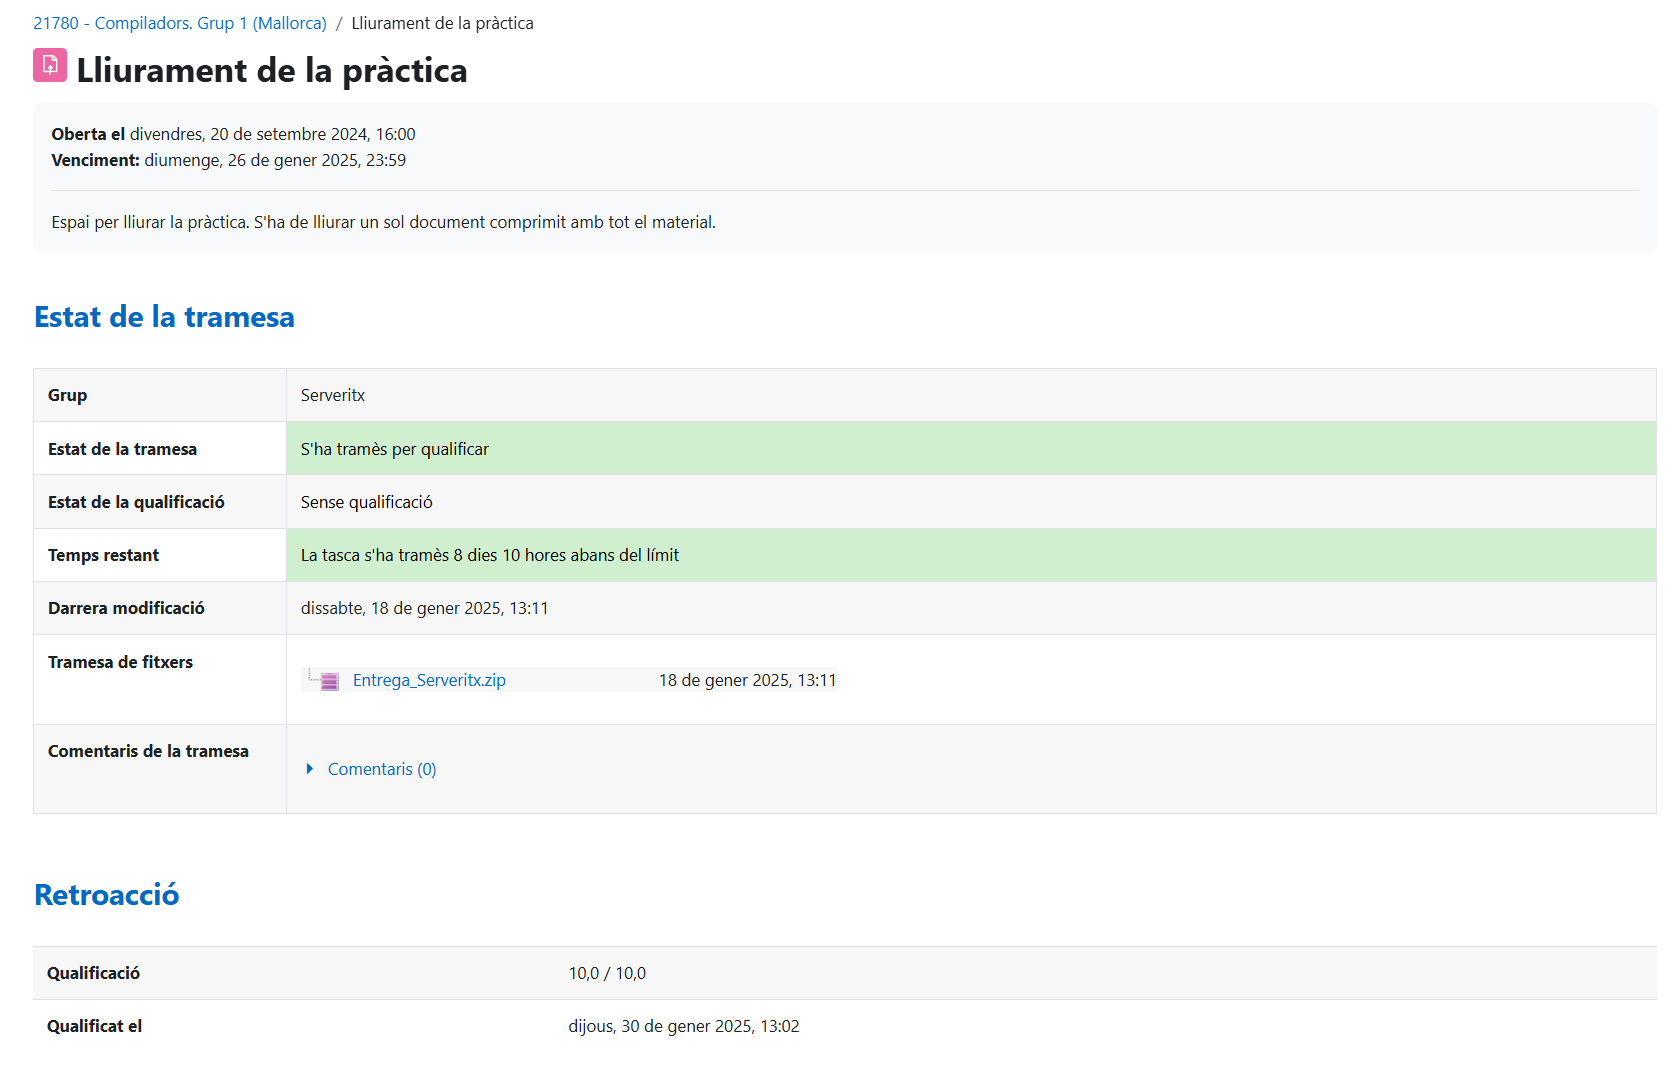 21780 - Compiladors. Grup 1 (Mallorca) / Lliurament de la pràctica
Lliurament de la pràctica
Oberta el divendres, 20 de setembre 2024, 16:00
Venciment: diumenge, 26 de gener 2025, 23:59
Espai per lliurar la pràctica. S'ha de lliurar un sol document comprimit amb tot el material.
Estat de la tramesa
Grup Serveritx
Estat de la tramesa S'ha tramès per qualificar
Estat de la qualificació Sense qualificació
Temps restant La tasca s'ha tramès 8 dies 10 hores abans del límit
Darrera modificació dissabte, 18 de gener 2025, 13:11
Tramesa de fitxers
Entrega_Serveritx.zip 18 de gener 2025, 13:11
Comentaris de la tramesa
Comentaris (0)
Retroacció
Qualificació 10,0 / 10,0
Qualificat el dijous, 30 de gener 2025, 13:02